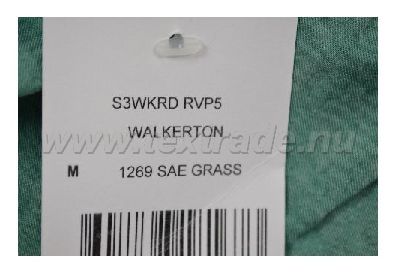 S3WKRD RVP5
WALKERTON
www.textrade.nu
M 1269 SAE GRASS